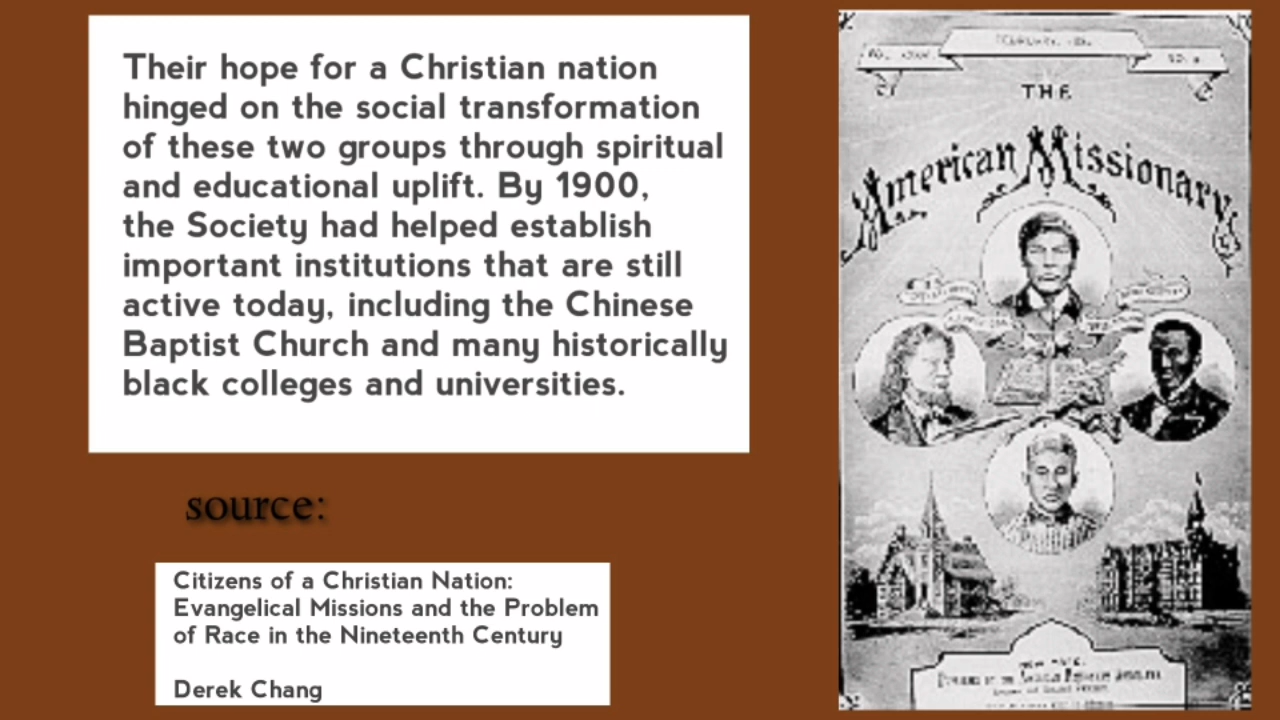 Their hope for a Christian nation
hinged on the social transformation
of these two groups through spiritual
and educational uplift. By 1900,
the Society had helped establish
important institutions that are still
active today, including the Chinese
Baptist Church and many historically
black colleges and universities.
source:
Citizens of a Christian Nation:
Evangelical Missions and the Problem
of Race in the Nineteenth Century
Derek Chang
THE
American Missionary